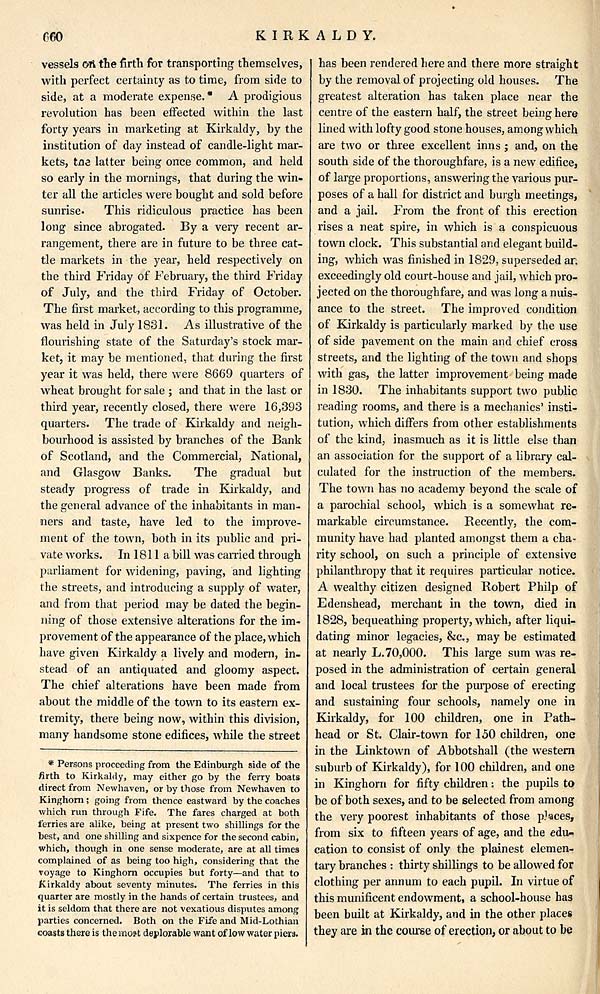 660
KIRKALDY.
vessels on the firth for transporting themselves,
with perfect certainty as to time, from side to
side, at a moderate expense.* A prodigious
revolution has been effected within the last
forty years in marketing at Kirkaldy, by the
institution of day instead of candle-light mar-
kets, tne latter being once common, and held
so early in the mornings, that during the win-
ter all the articles were bought and sold before
sunrise. This ridiculous practice has been
long since abrogated. By a very recent ar-
rangement, there are in future to be three cat-
tle markets in the year, held respectively on
the third Friday of February, the third Friday
of July, and the third Friday of October.
The first market, according to this programme,
was held in July 1831. As illustrative of the
flourishing state of the Saturday's stock mar-
ket, it may be mentioned, that during the first
year it was held, there were 8669 quarters of
wheat brought for sale; and that in the last or
third year, recently closed, there were 16,393
quarters. The trade of Kirkaldy and neigh-
bourhood is assisted by branches of the Bank
of Scotland, and the Commercial, National,
and Glasgow Banks. The gradual but
steady progress of trade in Kirkaldy, and
the general advance of the inhabitants in man-
ners and taste, have led to the improve-
ment of the town, both in its public and pri-
vate works. In 1811 a bill was carried through
parliament for widening, paving, and lighting
the streets, and introducing a supply of water,
and from that period may be dated the begin-
ning of those extensive alterations for the im-
provement of the appearance of the place, which
have given Kirkaldy a lively and modern, in-
stead of an antiquated and gloomy aspect.
The chief alterations have been made from
about the middle of the town to its eastern ex-
tremity, there being now, within this division,
many handsome stone edifices, while the street
* Persons proceeding from the Edinburgh side of the
firth to Kirkaldy, may either go by the ferry boats
direct from Newhaven, or by those from Newhaven to
Kinghorn; going from thence eastward by the coaches
which run through Fife. The fares charged at both
ferries are alike, being at present two shillings for the
best, and one shilling and sixpence for the second cabin,
which, though in one sense moderate, are at all times
complained of as being too high, considering that the
voyage to Kinghorn occupies but forty—and that to
Kirkaldy about seventy minutes. The ferries in this
quarter are mostly in the hands of certain trustees, and
it is seldom that there are not vexatious disputes among
parties concerned. Both on the Fife and Mid-Lothian
coasts there is the most deplorable want of low water piers.
has been rendered here and there more straight
by the removal of projecting old houses. The
greatest alteration has taken place near the
centre of the eastern half, the street being here
lined with lofty good stone houses, among which
are two or three excellent inns; and, on the
south side of the thoroughfare, is a new edifice,
of large proportions, answering the various pur-
poses of a hall for district and burgh meetings,
and a jail. From the front of this erection
rises a neat spire, in which is a conspicuous
town clock. This substantial and elegant build-
ing, which was finished in 1829, superseded an
exceedingly old court-house and jail, which pro-
jected on the thoroughfare, and was long a nuis-
ance to the street. The improved condition
of Kirkaldy is particularly marked by the use
of side pavement on the main and chief cross
streets, and the lighting of the town and shops
with gas, the latter improvement being made
in 1830. The inhabitants support two public
reading rooms, and there is a mechanics' insti-
tution, which differs from other establishments
of the kind, inasmuch as it is little else than
an association for the support of a library cal-
culated for the instruction of the members.
The town has no academy beyond the scale of
a parochial school, which is a somewhat re-
markable circumstance. Recently, the com-
munity have had planted amongst them a cha-
rity school, on such a principle of extensive
philanthropy that it requires particular notice.
A wealthy citizen designed Robert Philp of
Edenshead, merchant in the town, died in
1828, bequeathing property, which, after liqui-
dating minor legacies, &c., may be estimated
at nearly L.70,000. This large sum was re-
posed in the administration of certain general
and local trustees for the purpose of erecting
and sustaining four schools, namely one in
Kirkaldy, for 100 children, one in Path-
head or St. Clair-town for 150 children, one
in the Linktown of Abbotshall (the western
suburb of Kirkaldy), for 100 children, and one
in Kinghorn for fifty children: the pupils to
be of both sexes, and to be selected from among
the very poorest inhabitants of those places,
from six to fifteen years of age, and the edu-
cation to consist of only the plainest elemen-
tary branches: thirty shillings to be allowed for
clothing per annum to each pupil. In virtue of
this munificent endowment, a school-house has
been built at Kirkaldy, and in the other places
they are in the course of erection, or about to be